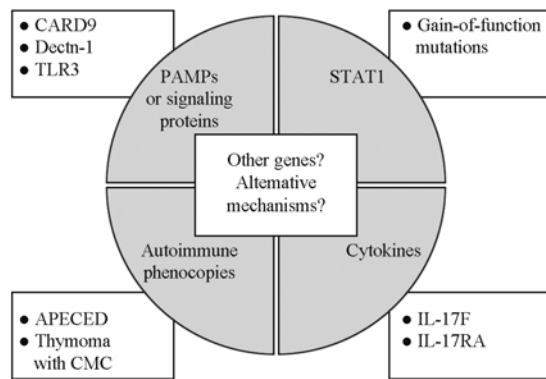 ● CARD9
● Dectn-1
● TLR3
● Gain-of-function
mutations
PAMPs
or signaling
proteins
STAT1
Other genes?
Altemative
mechanisms?
Autoimmune
phenocopies
Cytokines
● APECED
● Thymoma
with CMC
● IL-17F
● IL-17RA